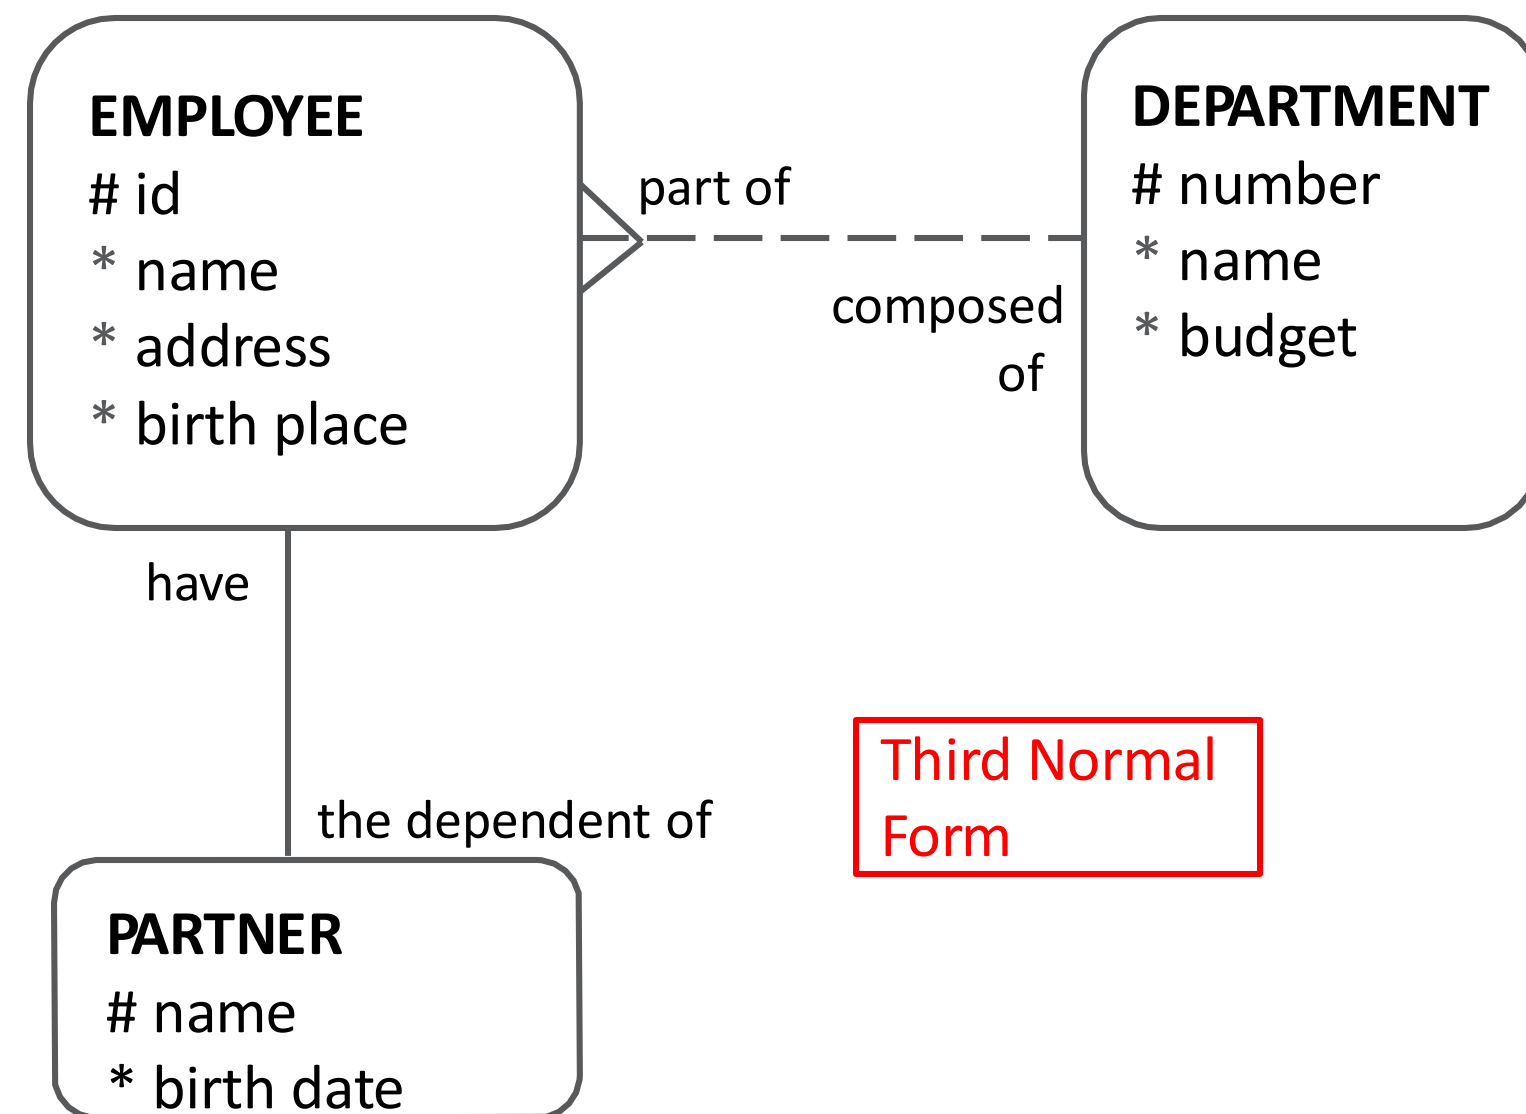 EMPLOYEE
# id
* name
* address
* birth place
part of
composed
of
DEPARTMENT
# number
* name
* budget
have
the dependent of
Third Normal
Form
PARTNER
# name
* birth date